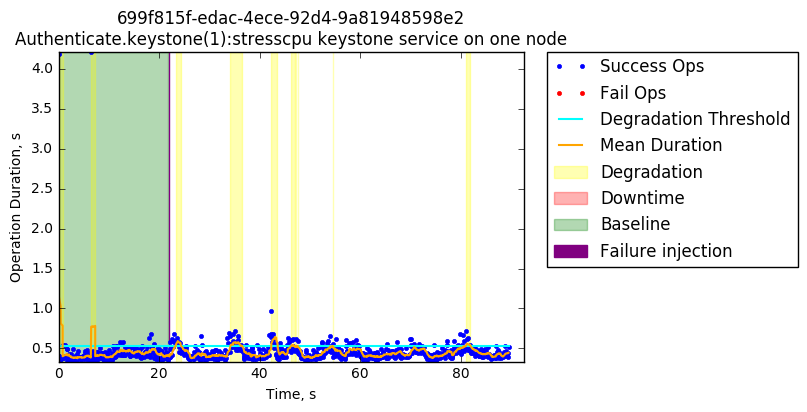 699f815f-edac-4ece-92d4-9a81948598e2
Authenticate.keystone(1):stresscpu keystone service on one node
Operation Duration, s
4.0
3.5
3.0
2.5
2.0
1.5
1.0
0.5
0
20
40
60
80
Time, s
Success Ops
Fail Ops
Degradation Threshold
Mean Duration
Degradation
Downtime
Baseline
Failure injection